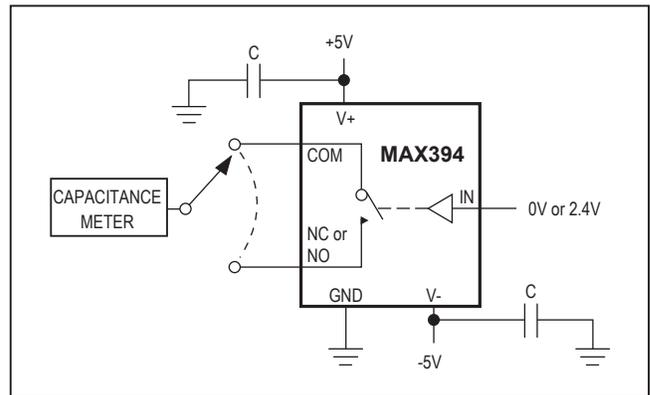 +5V
C
V+
COM
MAX394
CAPACITANCE
METER
IN
0V or 2.4V
NC or
NO
GND
V-
C
-5V